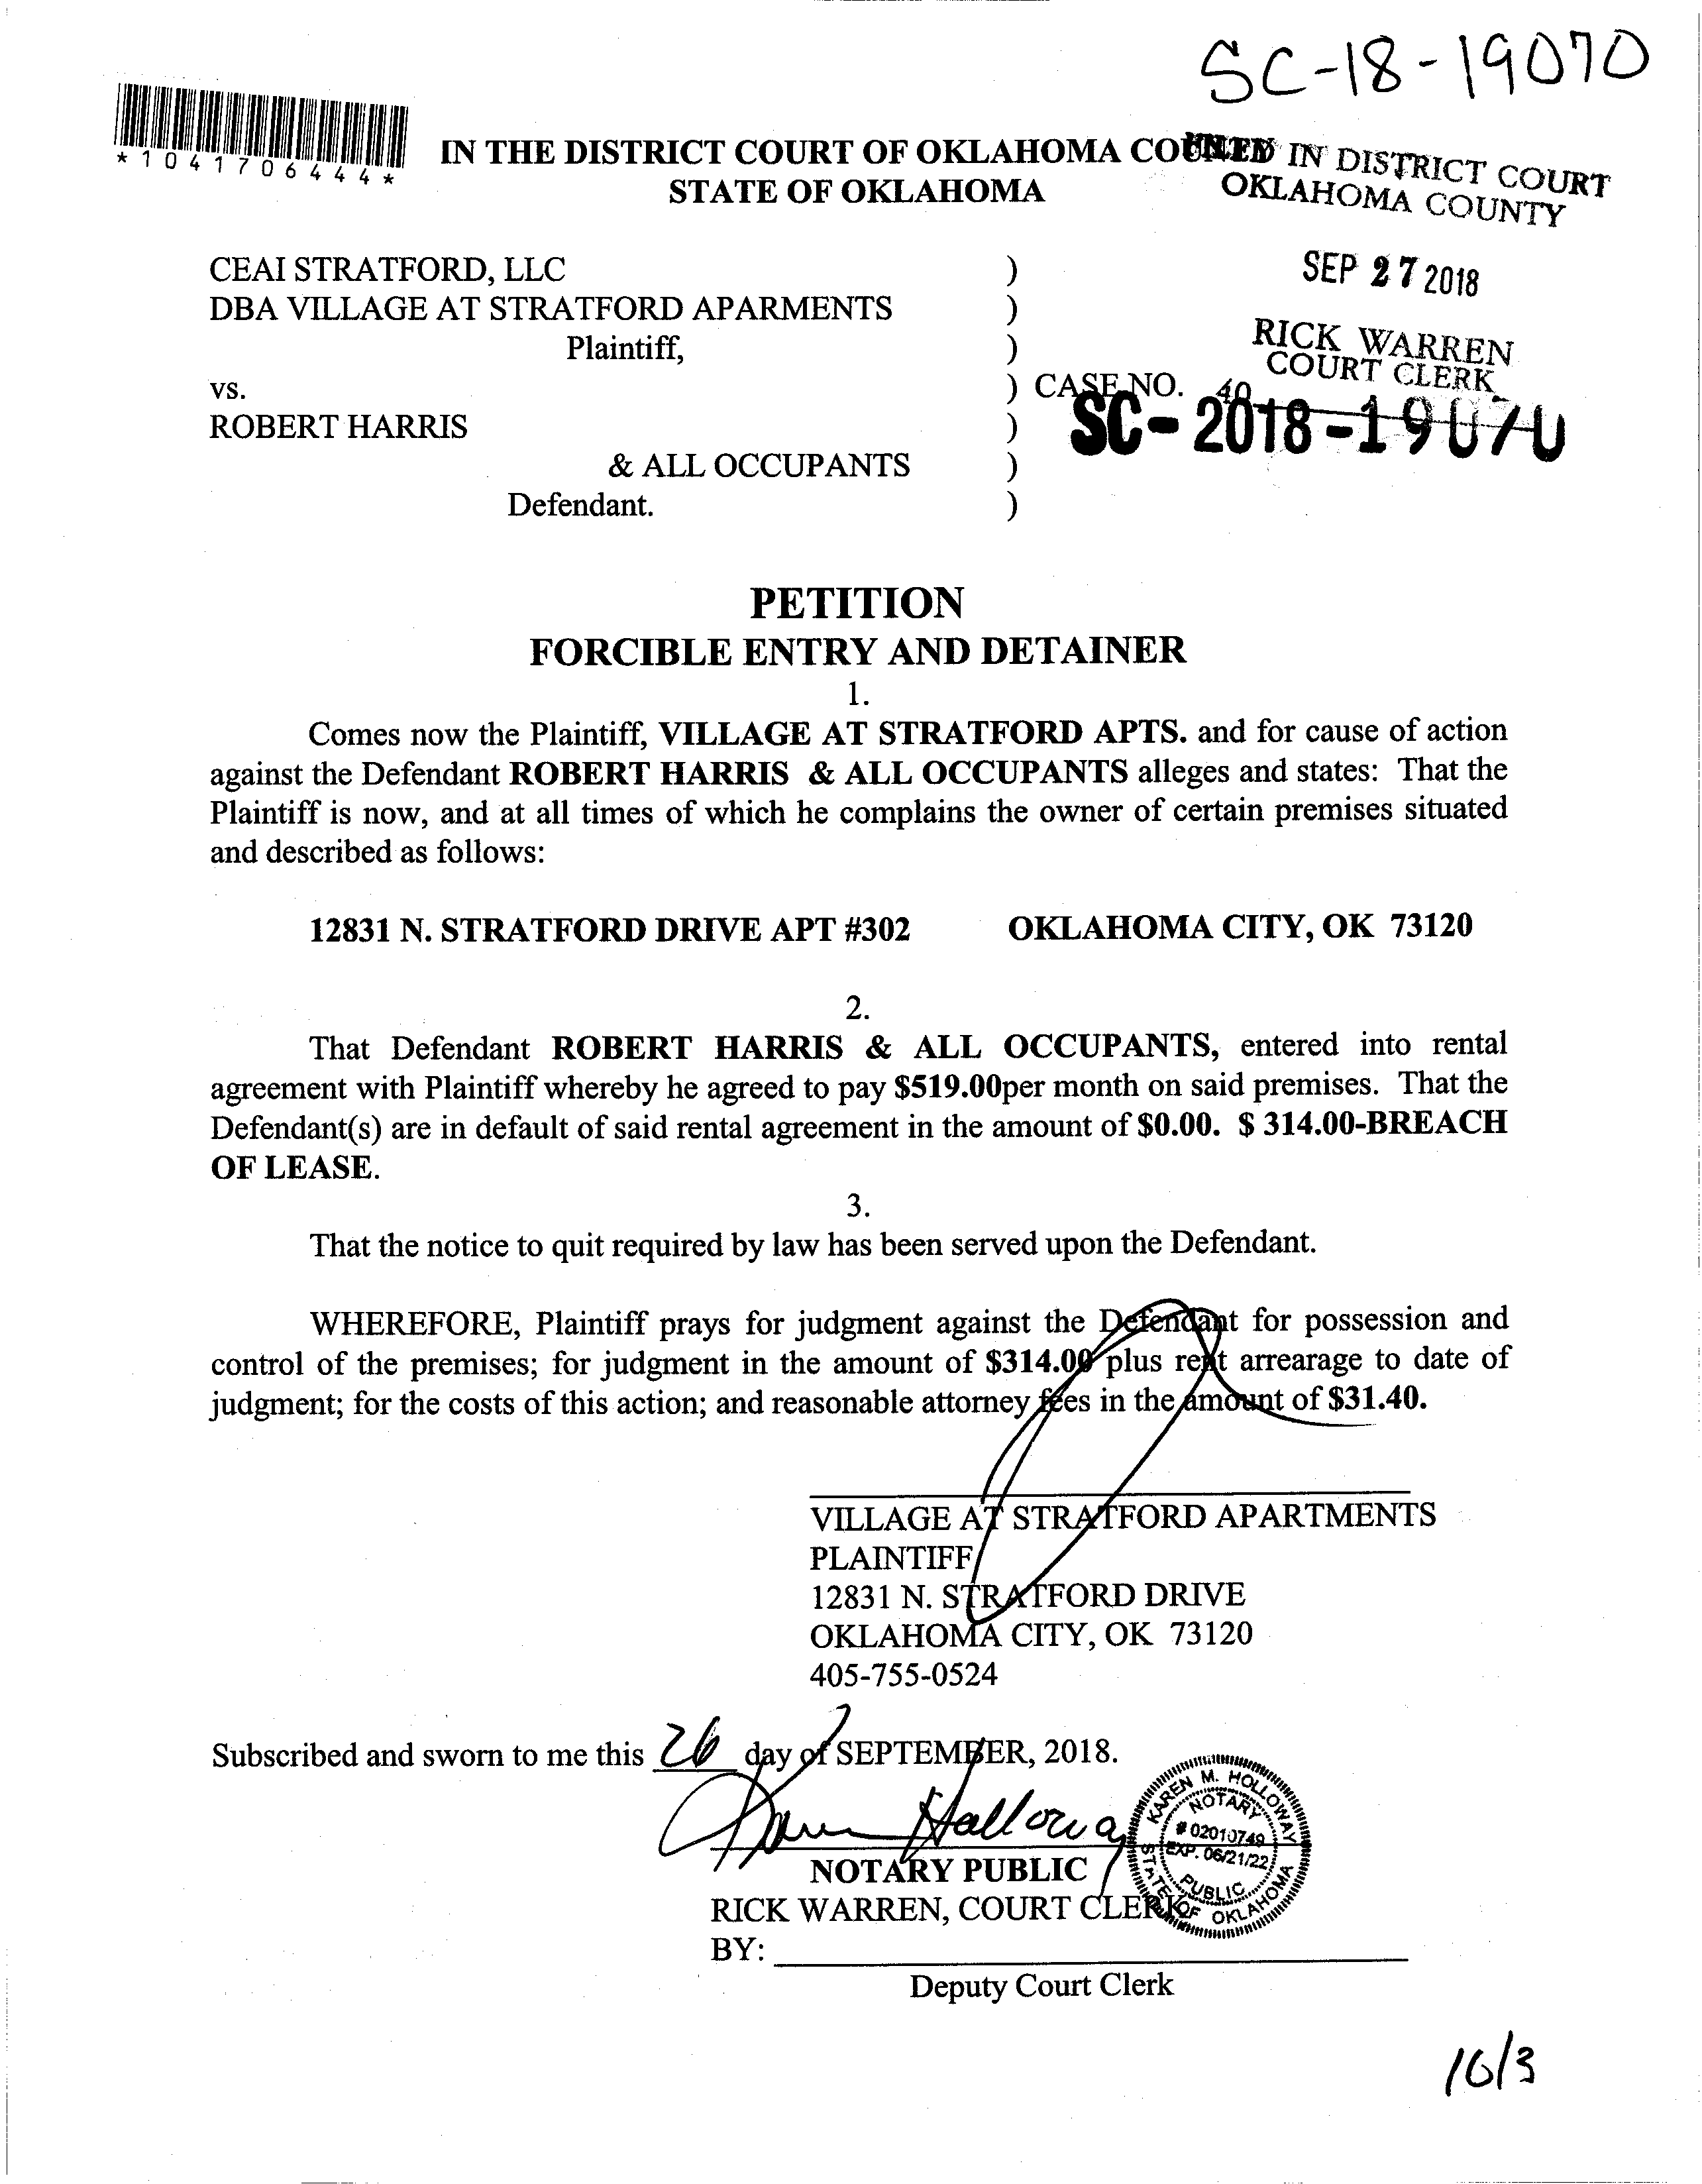 SC-18-19070
*1041706444*
IN THE DISTRICT COURT OF OKLAHOMA COUNTY
STATE OF OKLAHOMA
FILED IN DISTRICT COURT
OKLAHOMA COUNTY
SEP 27 2018
RICK WARREN
COURT CLERK
40
CEAI STRATFORD, LLC )
DBA VILLAGE AT STRATFORD APARMENTS )
Plaintiff, )
vs. ) CASE NO.
SC-2018-19070
ROBERT HARRIS )
& ALL OCCUPANTS )
Defendant. )
PETITION
FORCIBLE ENTRY AND DETAINER
1.
Comes now the Plaintiff, VILLAGE AT STRATFORD APTS. and for cause of action
against the Defendant ROBERT HARRIS & ALL OCCUPANTS alleges and states: That the
Plaintiff is now, and at all times of which he complains the owner of certain premises situated
and described as follows:
12831 N. STRATFORD DRIVE APT #302 OKLAHOMA CITY, OK 73120
2.
That Defendant ROBERT HARRIS & ALL OCCUPANTS, entered into rental
agreement with Plaintiff whereby he agreed to pay $519.00per month on said premises. That the
Defendant(s) are in default of said rental agreement in the amount of $0.00. $ 314.00-BREACH
OF LEASE.
3.
That the notice to quit required by law has been served upon the Defendant.
WHEREFORE, Plaintiff prays for judgment against the Defendant for possession and
control of the premises; for judgment in the amount of $314.00 plus rent arrearage to date of
judgment; for the costs of this action; and reasonable attorney fees in the amount of $31.40.
VILLAGE AT STRATFORD APARTMENTS
PLAINTIFF
12831 N. STRATFORD DRIVE
OKLAHOMA CITY, OK 73120
405-755-0524
Subscribed and sworn to me this 26 day of SEPTEMBER, 2018.
Karen Holloway
KAREN M. HOLLOWAY
NOTARY
# 02010749
EXP. 06/21/22
PUBLIC
STATE OF OKLAHOMA
NOTARY PUBLIC
RICK WARREN, COURT CLERK
BY:
Deputy Court Clerk
10/3